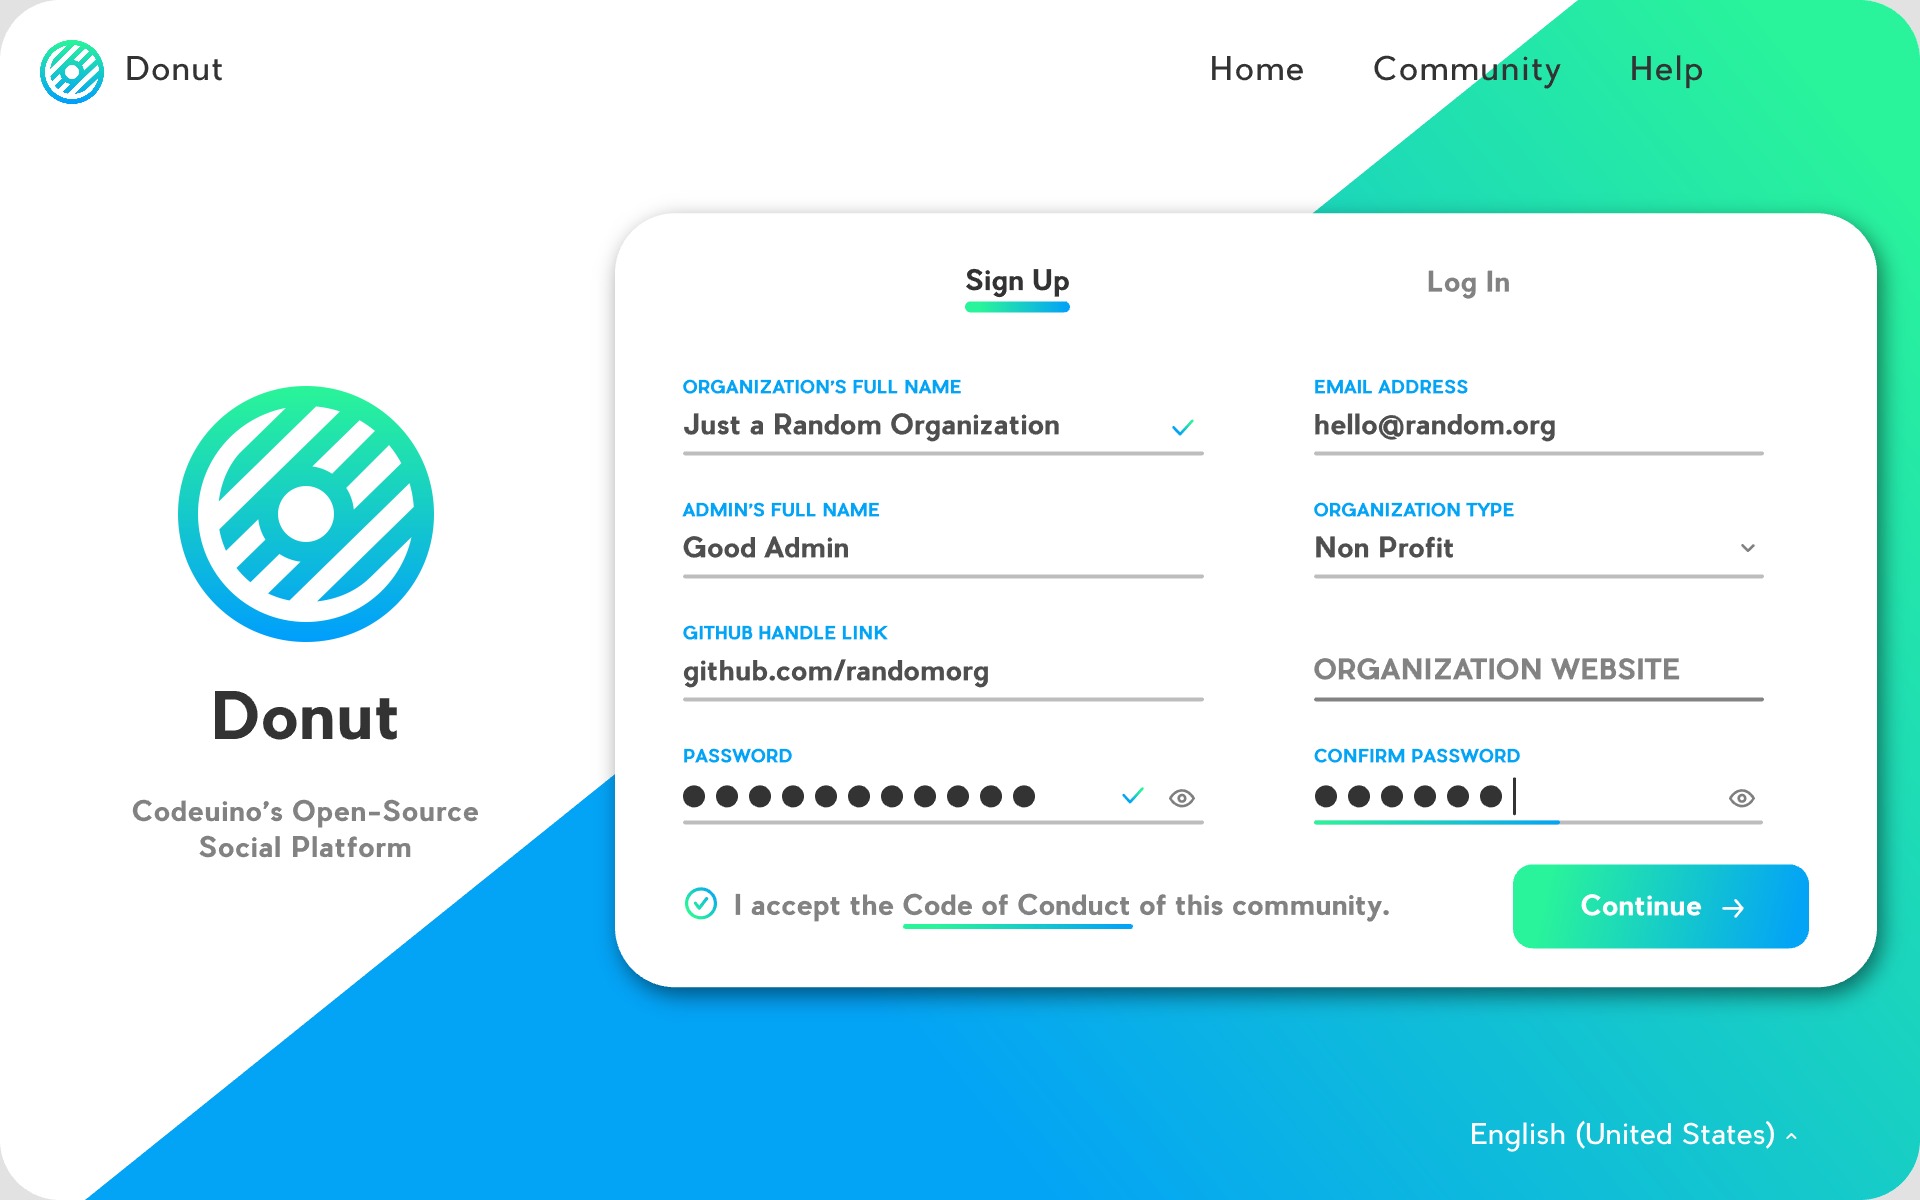 Donut
Home
Community
Help
Sign Up
Log In
ORGANIZATION'S FULL NAME
Just a Random Organization
EMAIL ADDRESS
hello@random.org
ADMIN'S FULL NAME
Good Admin
ORGANIZATION TYPE
Non Profit
GITHUB HANDLE LINK
github.com/randomorg
ORGANIZATION WEBSITE
PASSWORD
CONFIRM PASSWORD
I accept the Code of Conduct of this community.
Continue
Donut
Codeuino's Open-Source
Social Platform
English (United States)